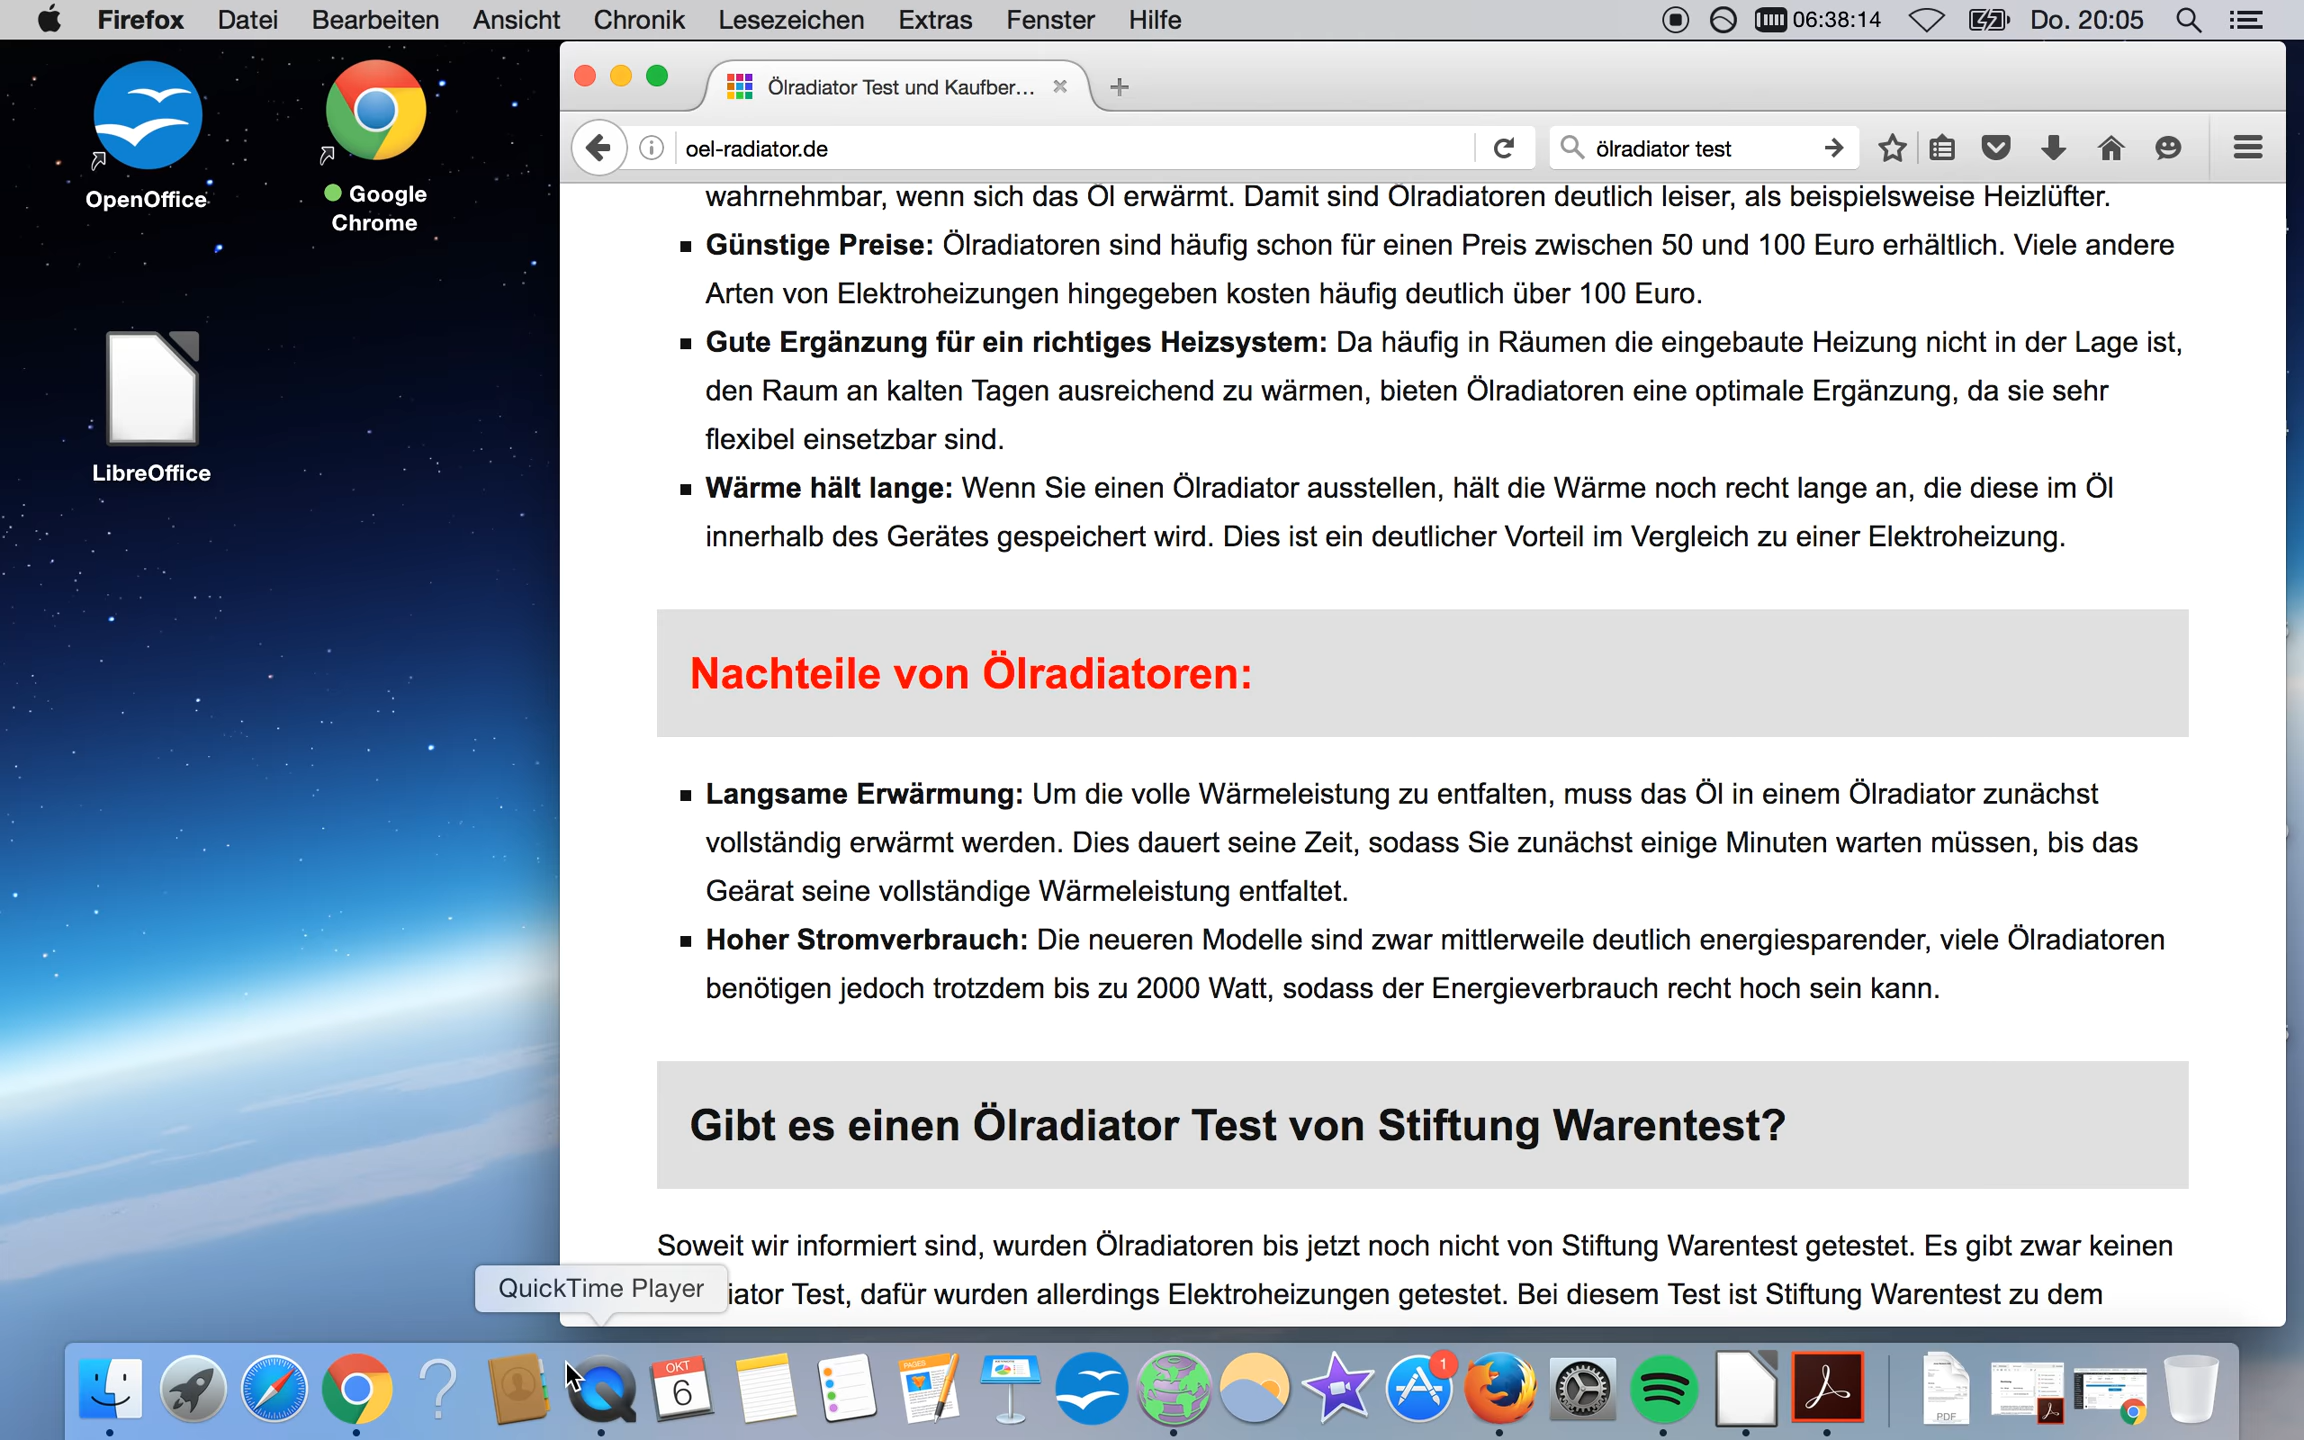 Firefox Datei Bearbeiten Ansicht Chronik Lesezeichen Extras Fenster Hilfe 06:38:14 Do. 20:05
Ölradiator Test und Kaufber...
oel-radiator.de
ölradiator test
OpenOffice
Google
Chrome
LibreOffice
wahrnehmbar, wenn sich das Öl erwärmt. Damit sind Ölradiatoren deutlich leiser, als beispielsweise Heizlüfter.
Günstige Preise: Ölradiatoren sind häufig schon für einen Preis zwischen 50 und 100 Euro erhältlich. Viele andere
Arten von Elektroheizungen hingegeben kosten häufig deutlich über 100 Euro.
Gute Ergänzung für ein richtiges Heizsystem: Da häufig in Räumen die eingebaute Heizung nicht in der Lage ist,
den Raum an kalten Tagen ausreichend zu wärmen, bieten Ölradiatoren eine optimale Ergänzung, da sie sehr
flexibel einsetzbar sind.
Wärme hält lange: Wenn Sie einen Ölradiator ausstellen, hält die Wärme noch recht lange an, die diese im Öl
innerhalb des Gerätes gespeichert wird. Dies ist ein deutlicher Vorteil im Vergleich zu einer Elektroheizung.
Nachteile von Ölradiatoren:
Langsame Erwärmung: Um die volle Wärmeleistung zu entfalten, muss das Öl in einem Ölradiator zunächst
vollständig erwärmt werden. Dies dauert seine Zeit, sodass Sie zunächst einige Minuten warten müssen, bis das
Geärat seine vollständige Wärmeleistung entfaltet.
Hoher Stromverbrauch: Die neueren Modelle sind zwar mittlerweile deutlich energiesparender, viele Ölradiatoren
benötigen jedoch trotzdem bis zu 2000 Watt, sodass der Energieverbrauch recht hoch sein kann.
Gibt es einen Ölradiator Test von Stiftung Warentest?
Soweit wir informiert sind, wurden Ölradiatoren bis jetzt noch nicht von Stiftung Warentest getestet. Es gibt zwar keinen
iator Test, dafür wurden allerdings Elektroheizungen getestet. Bei diesem Test ist Stiftung Warentest zu dem
QuickTime Player
OKT
6
PAGES
1
PDF